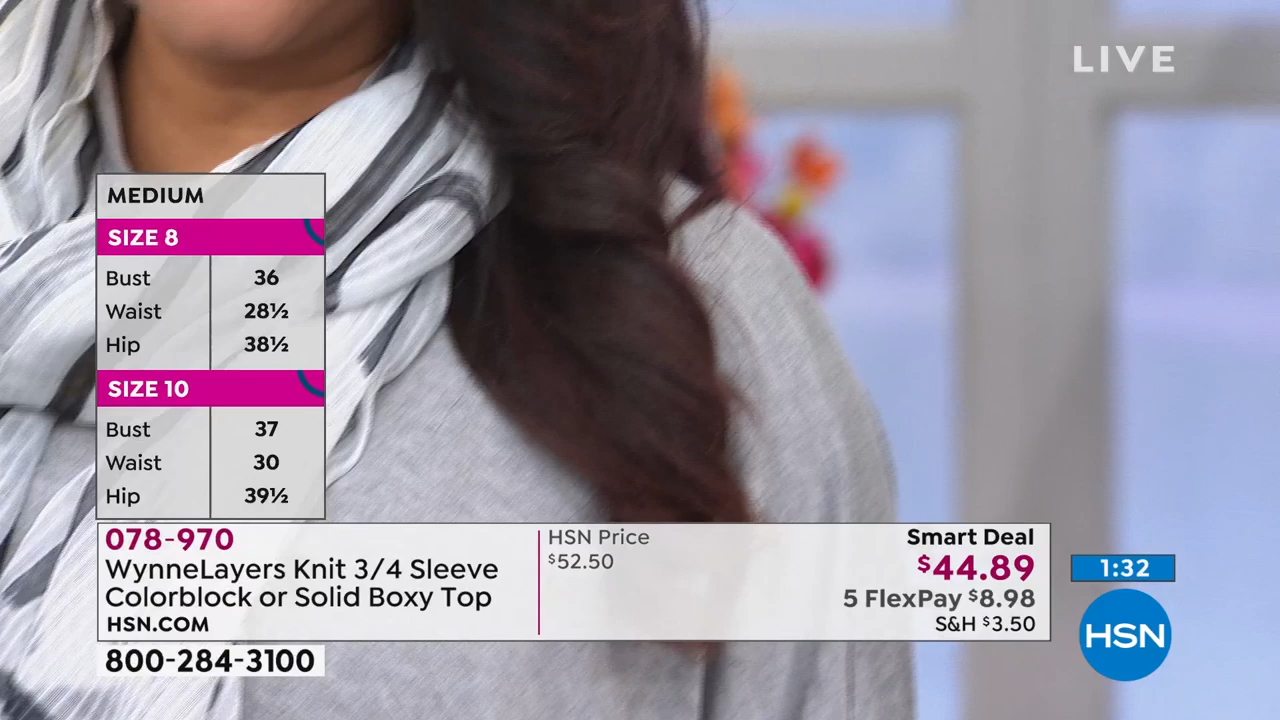 LIVE
MEDIUM
SIZE 8
Bust 36
Waist 28½
Hip 38½
SIZE 10
Bust 37
Waist 30
Hip 39½
078-970
WynneLayers Knit 3/4 Sleeve
Colorblock or Solid Boxy Top
HSN.COM
HSN Price
$52.50
Smart Deal
$44.89
5 FlexPay $8.98
S&H $3.50
1:32
HSN
800-284-3100